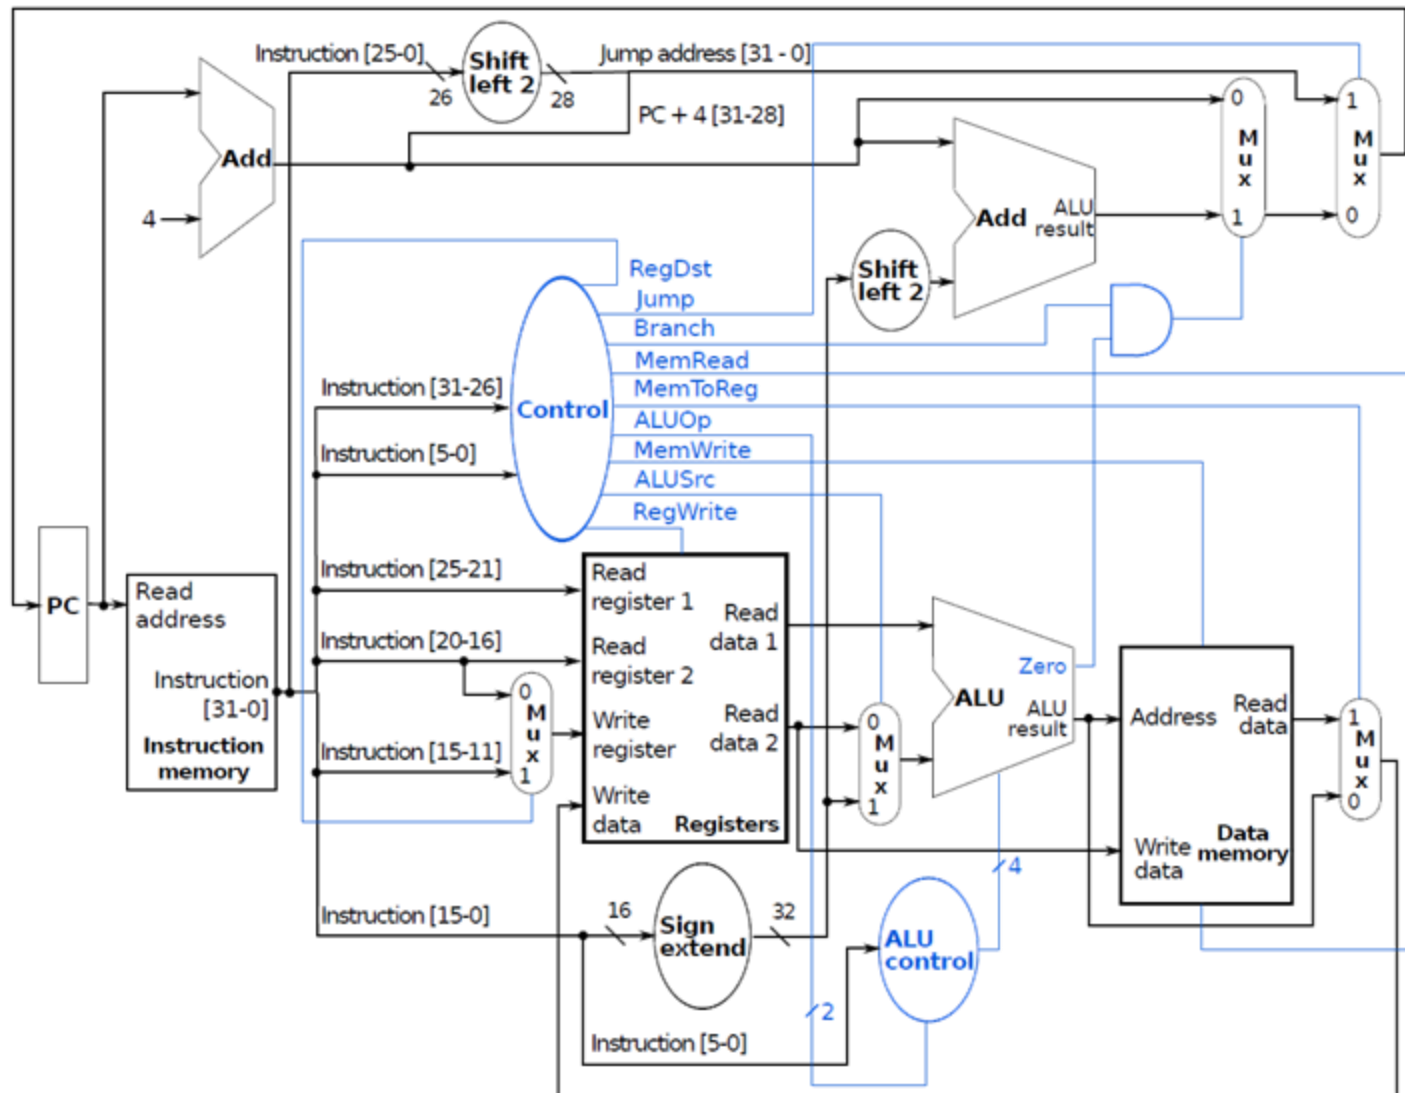 Instruction [25-0]
Shift
left 2
26
28
Jump address [31 - 0]
PC + 4 [31-28]
Add
4
0
M
u
x
1
1
M
u
x
0
Add
ALU
result
Shift
left 2
RegDst
Jump
Branch
MemRead
MemToReg
ALUOp
MemWrite
ALUSrc
RegWrite
Control
Instruction [31-26]
Instruction [5-0]
Instruction [25-21]
Instruction [20-16]
Instruction [15-11]
Instruction [15-0]
PC
Read
address
Instruction
[31-0]
Instruction
memory
0
M
u
x
1
Read
register 1
Read
register 2
Write
register
Write
data
Read
data 1
Read
data 2
Registers
0
M
u
x
1
Zero
ALU
ALU
result
Address
Read
data
Write
data
Data
memory
1
M
u
x
0
16
Sign
extend
32
ALU
control
4
2
Instruction [5-0]